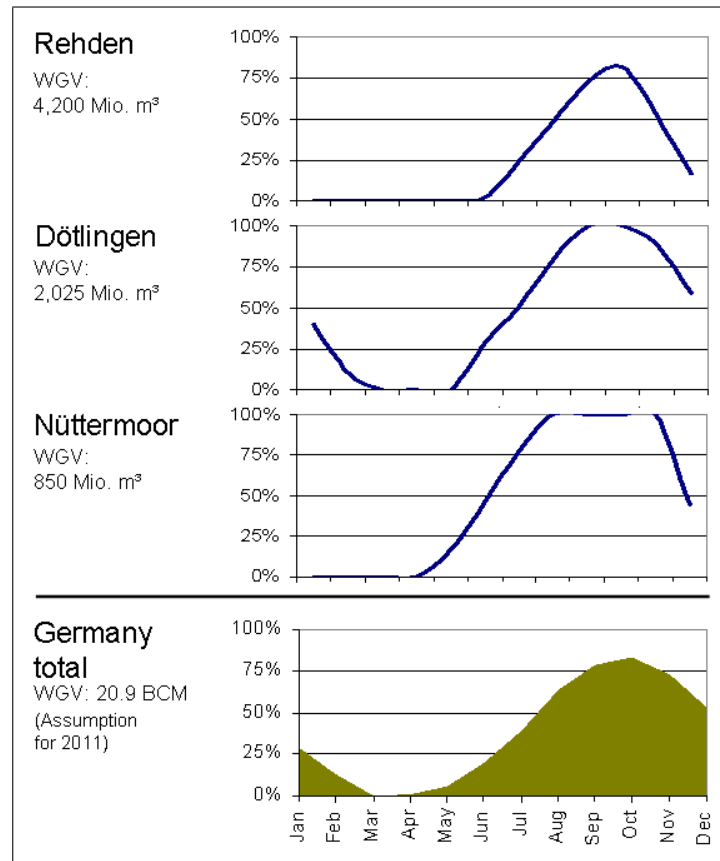 Rehden
WGV:
4,200 Mio. m³
100%
75%
50%
25%
0%
Dötlingen
WGV:
2,025 Mio. m³
100%
75%
50%
25%
0%
Nüttermoor
WGV:
850 Mio. m³
100%
75%
50%
25%
0%
Germany
total
WGV: 20.9 BCM
(Assumption
for 2011)
100%
75%
50%
25%
0%
Jan
Feb
Mar
Apr
May
Jun
Jul
Aug
Sep
Oct
Nov
Dec